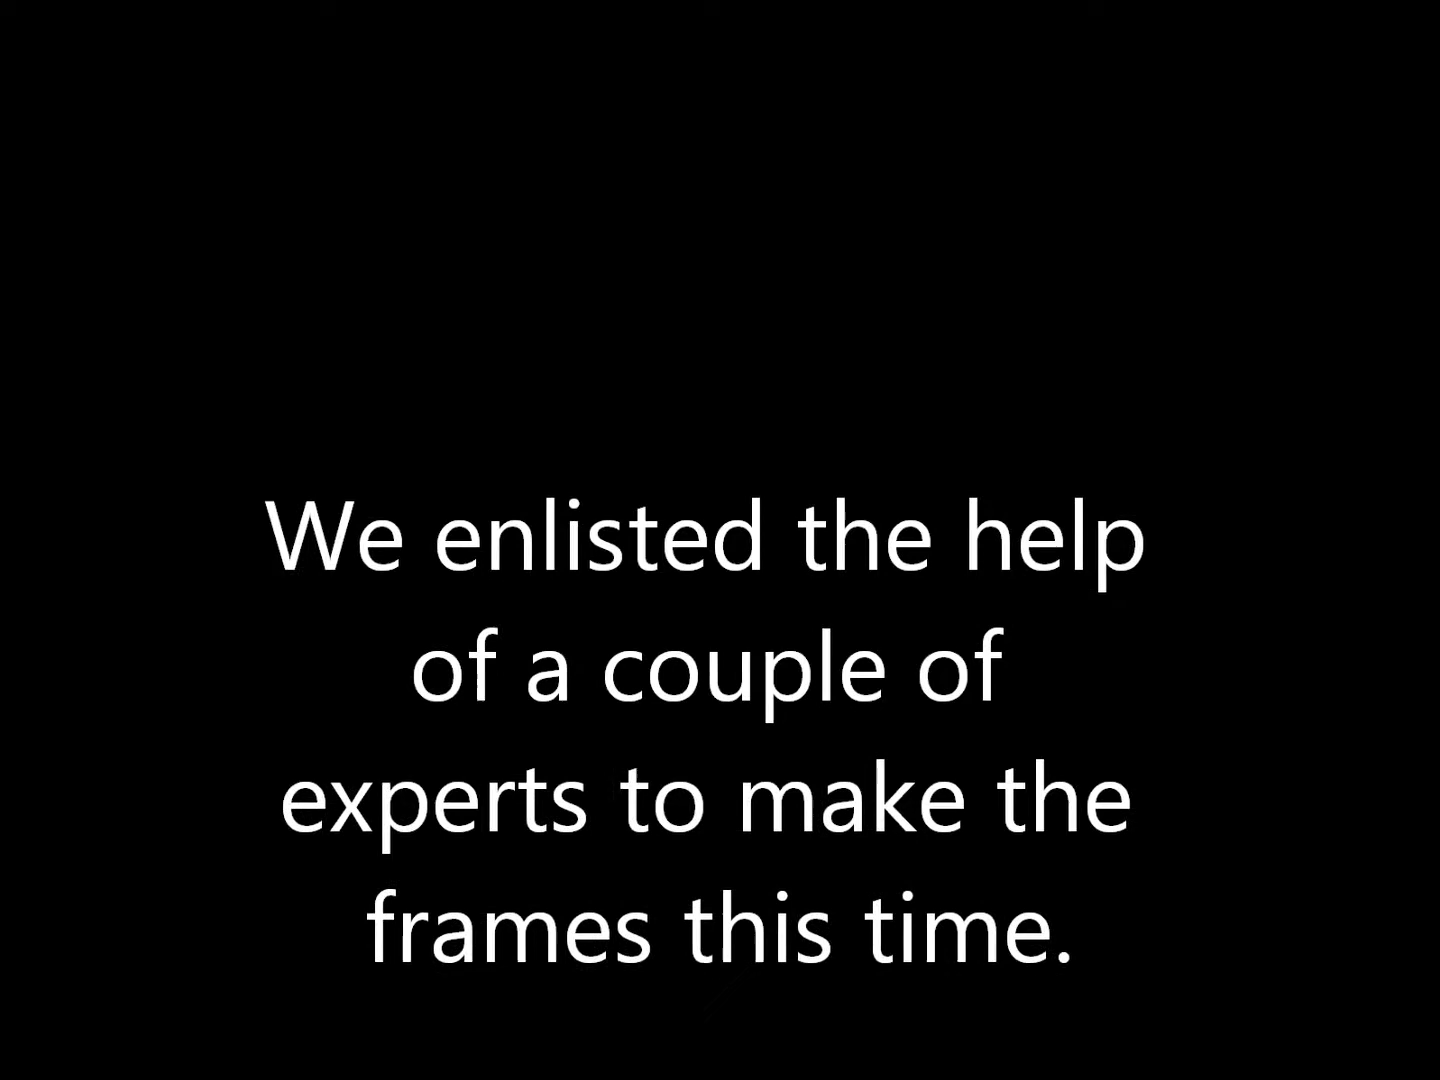 We enlisted the help
of a couple of
experts to make the
frames this time.